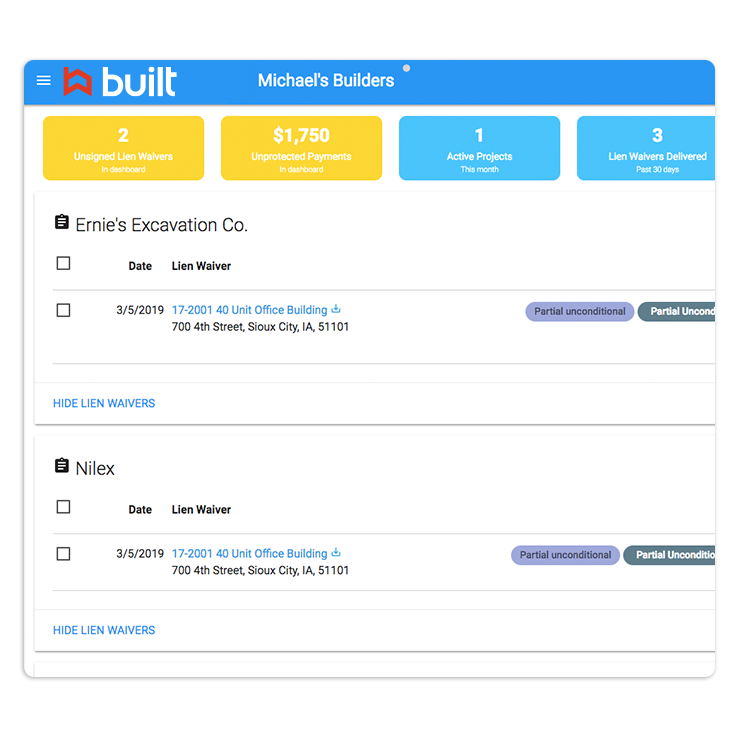 built
Michael's Builders
2
Unsigned Lien Waivers
In dashboard
$1,750
Unprotected Payments
In dashboard
1
Active Projects
This month
3
Lien Waivers Delivered
Past 30 days
Ernie's Excavation Co.
Date Lien Waiver
3/5/2019 17-2001 40 Unit Office Building Partial unconditional Partial Uncond
700 4th Street, Sioux City, IA, 51101
HIDE LIEN WAIVERS
Nilex
Date Lien Waiver
3/5/2019 17-2001 40 Unit Office Building Partial unconditional Partial Unconditio
700 4th Street, Sioux City, IA, 51101
HIDE LIEN WAIVERS